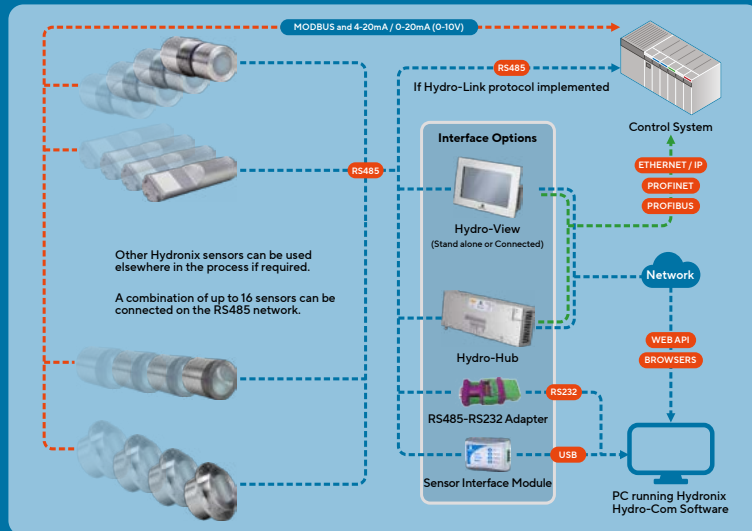 MODBUS and 4-20mA / 0-20mA (0-10V)
RS485
If Hydro-Link protocol implemented
Control System
Interface Options
ETHERNET / IP
PROFINET
PROFIBUS
RS485
Hydro-View
(Stand alone or Connected)
Other Hydronix sensors can be used
elsewhere in the process if required.
A combination of up to 16 sensors can be
connected on the RS485 network.
Network
Hydro-Hub
WEB API
BROWSERS
RS232
RS485-RS232 Adapter
USB
Sensor Interface Module
PC running Hydronix
Hydro-Com Software